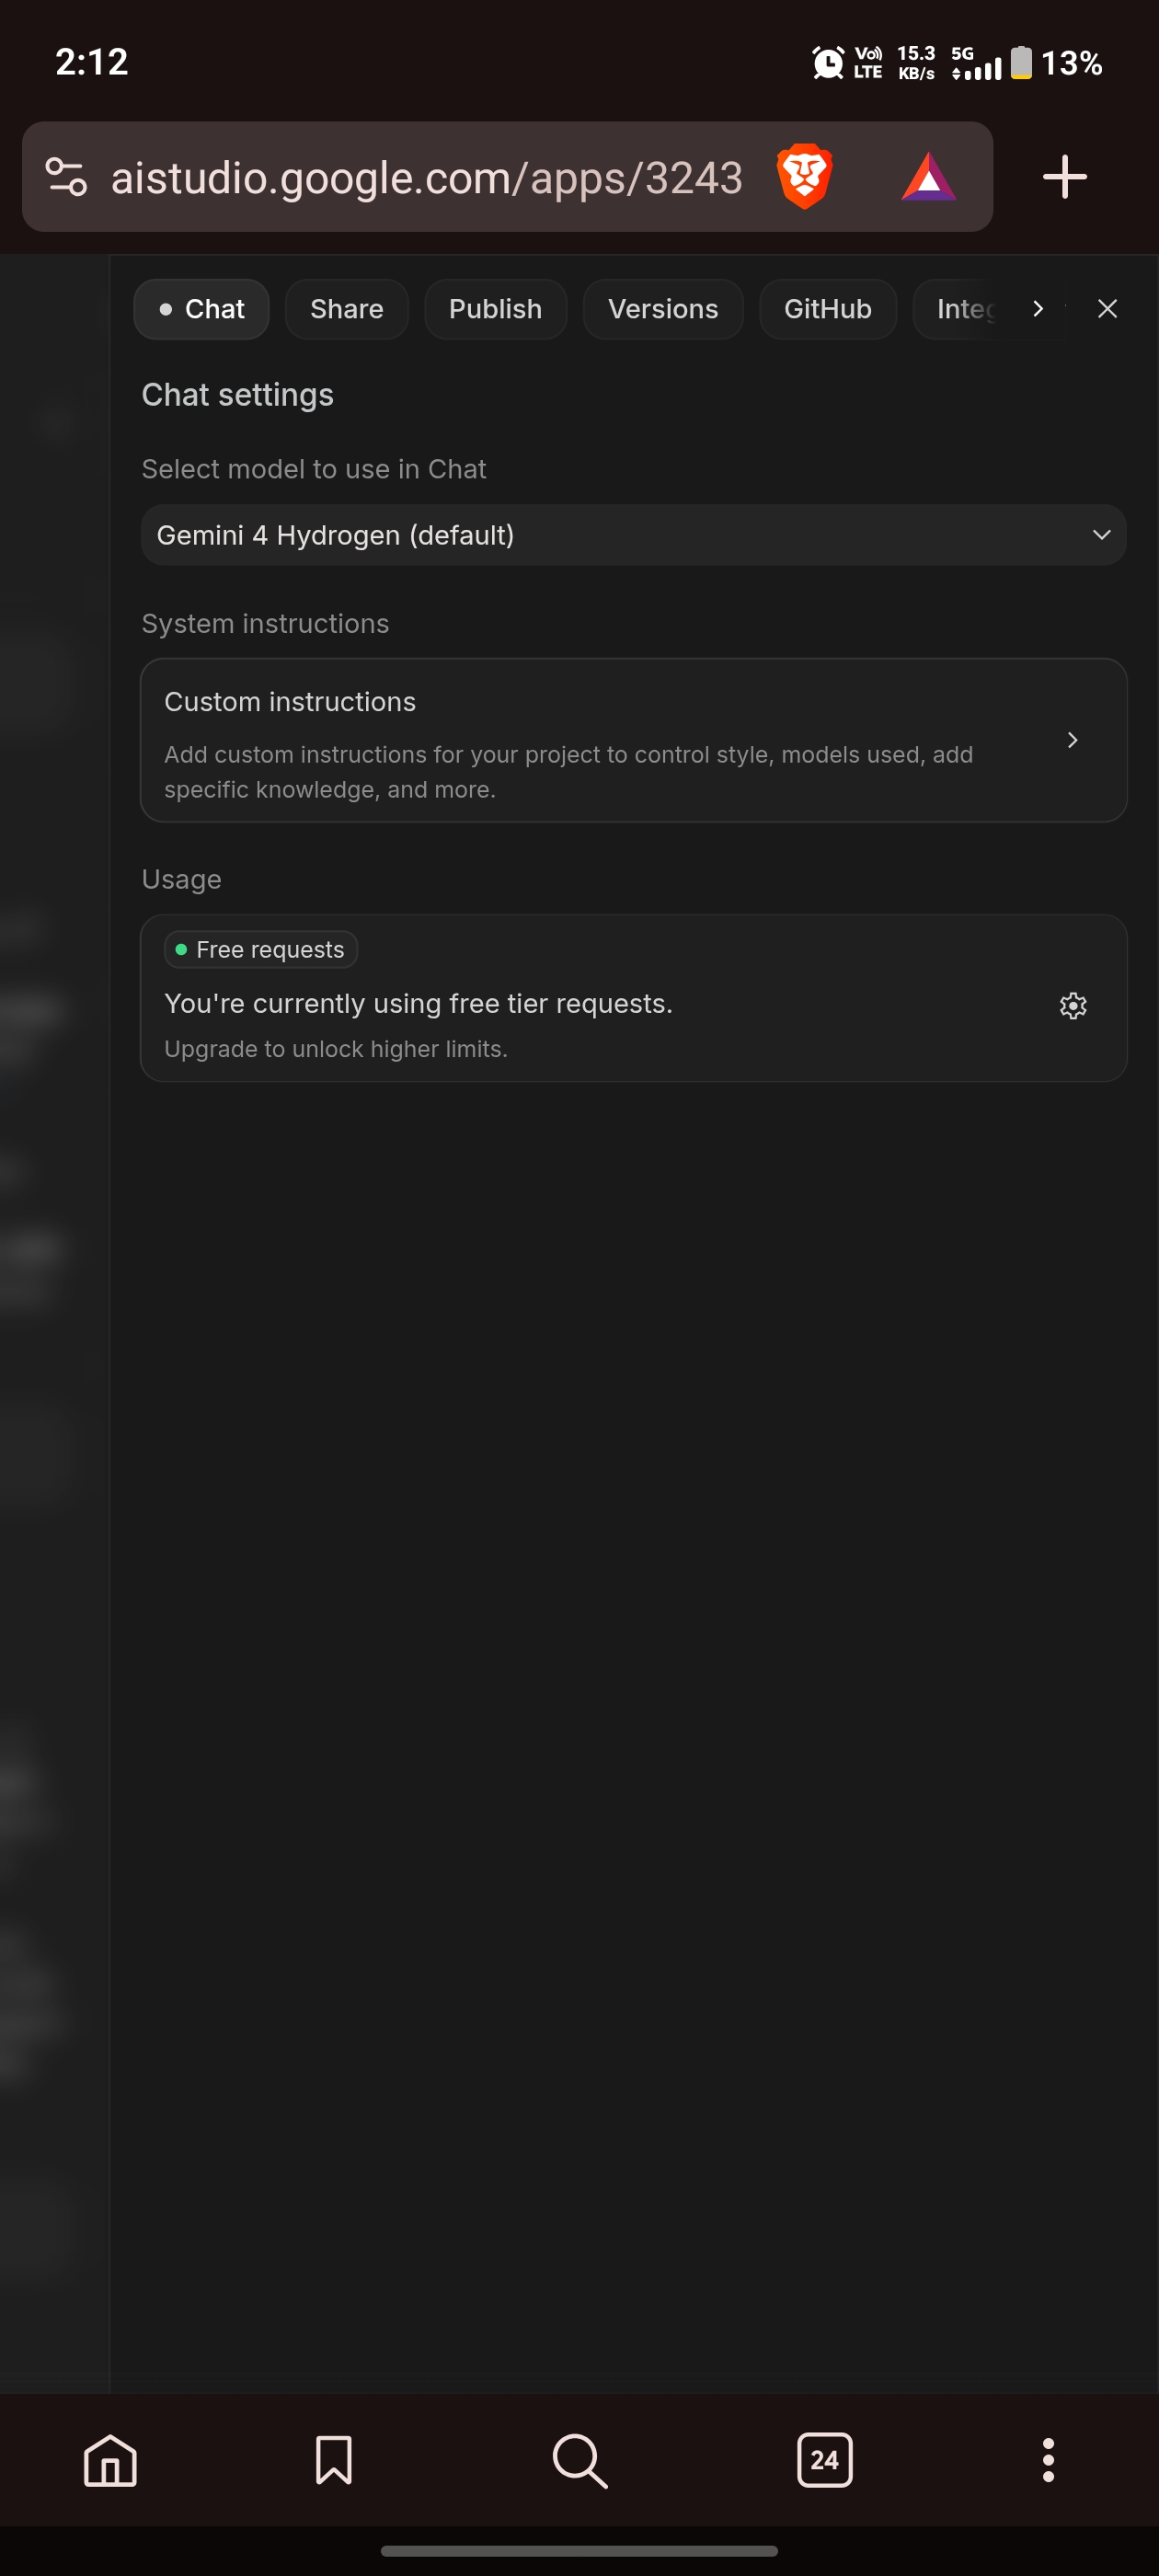 2:12
Vo)) LTE
15.3 KB/s
5G
13%
aistudio.google.com/apps/3243
Chat
Share
Publish
Versions
GitHub
Integ
Chat settings
Select model to use in Chat
Gemini 4 Hydrogen (default)
System instructions
Custom instructions
Add custom instructions for your project to control style, models used, add
specific knowledge, and more.
Usage
Free requests
You're currently using free tier requests.
Upgrade to unlock higher limits.
24